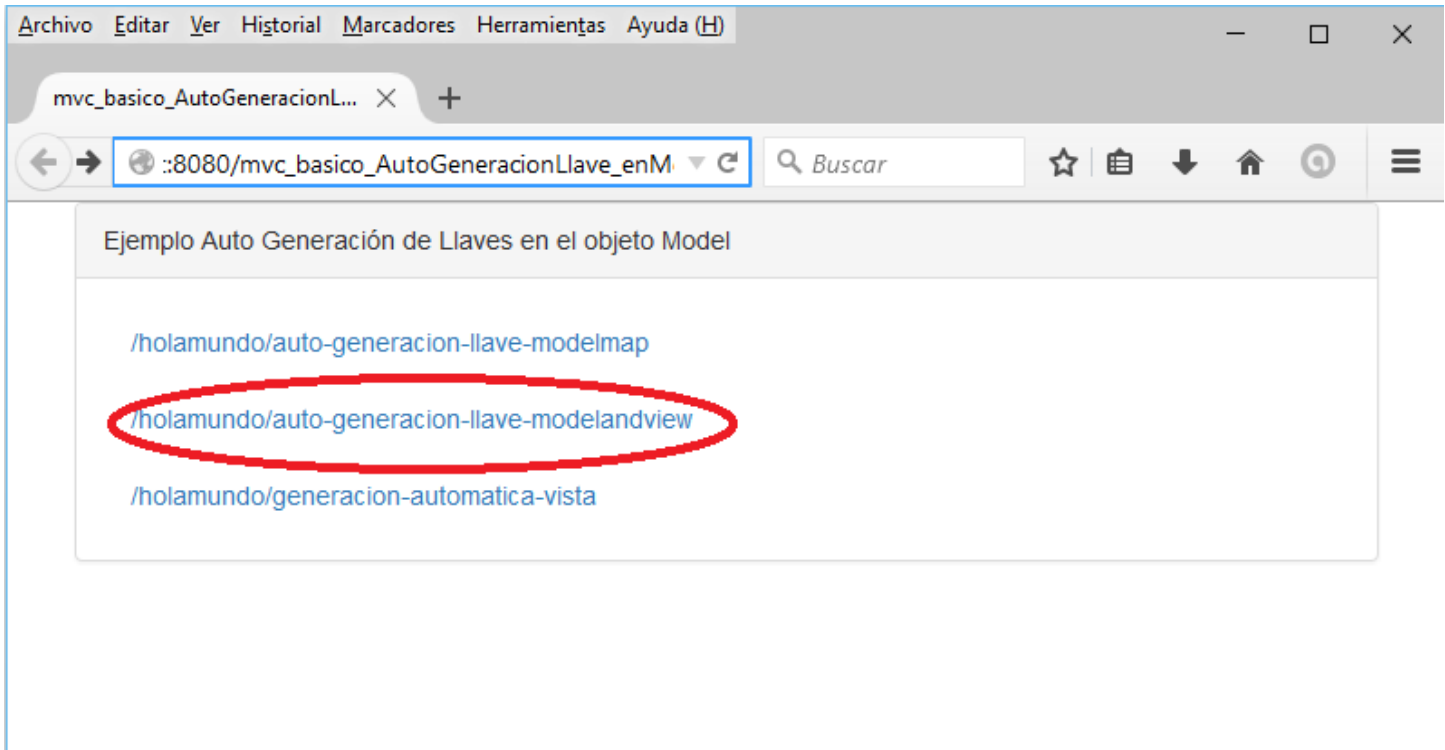 Archivo Editar Ver Historial Marcadores Herramientas Ayuda (H)
mvc_basico_AutoGeneracionL...
::8080/mvc_basico_AutoGeneracionLlave_enM
Buscar
Ejemplo Auto Generación de Llaves en el objeto Model
/holamundo/auto-generacion-llave-modelmap
/holamundo/auto-generacion-llave-modelandview
/holamundo/generacion-automatica-vista